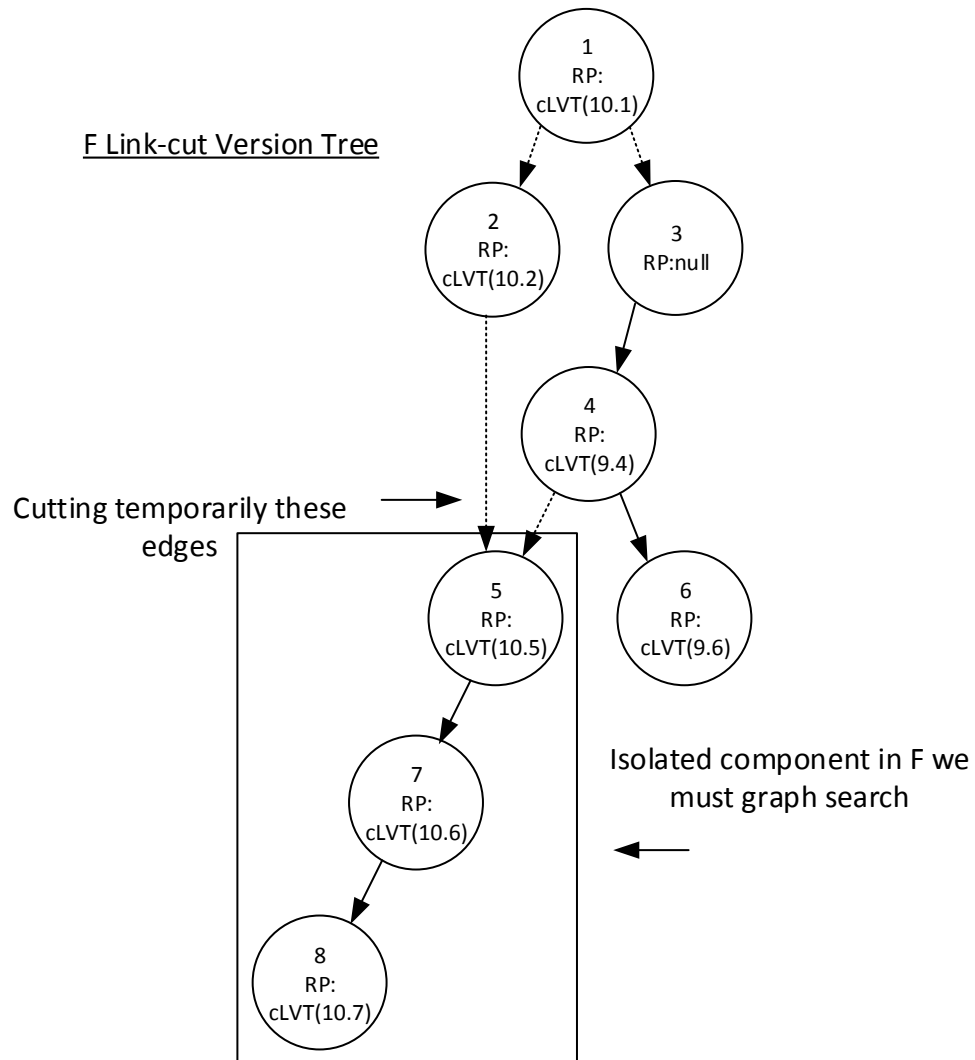 1
RP:
cLVT(10.1)
F Link-cut Version Tree
2
RP:
cLVT(10.2)
3
RP:null
4
RP:
cLVT(9.4)
Cutting temporarily these
edges
5
RP:
cLVT(10.5)
6
RP:
cLVT(9.6)
7
RP:
cLVT(10.6)
Isolated component in F we
must graph search
8
RP:
cLVT(10.7)